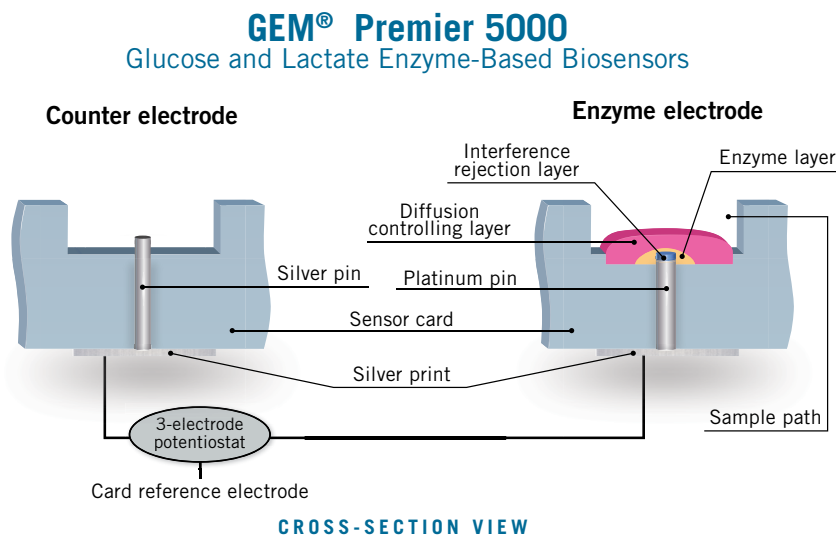 GEM® Premier 5000
Glucose and Lactate Enzyme-Based Biosensors
Counter electrode
Enzyme electrode
Interference
rejection layer
Enzyme layer
Diffusion
controlling layer
Silver pin
Platinum pin
Sensor card
Silver print
Sample path
3-electrode
potentiostat
Card reference electrode
CROSS-SECTION VIEW